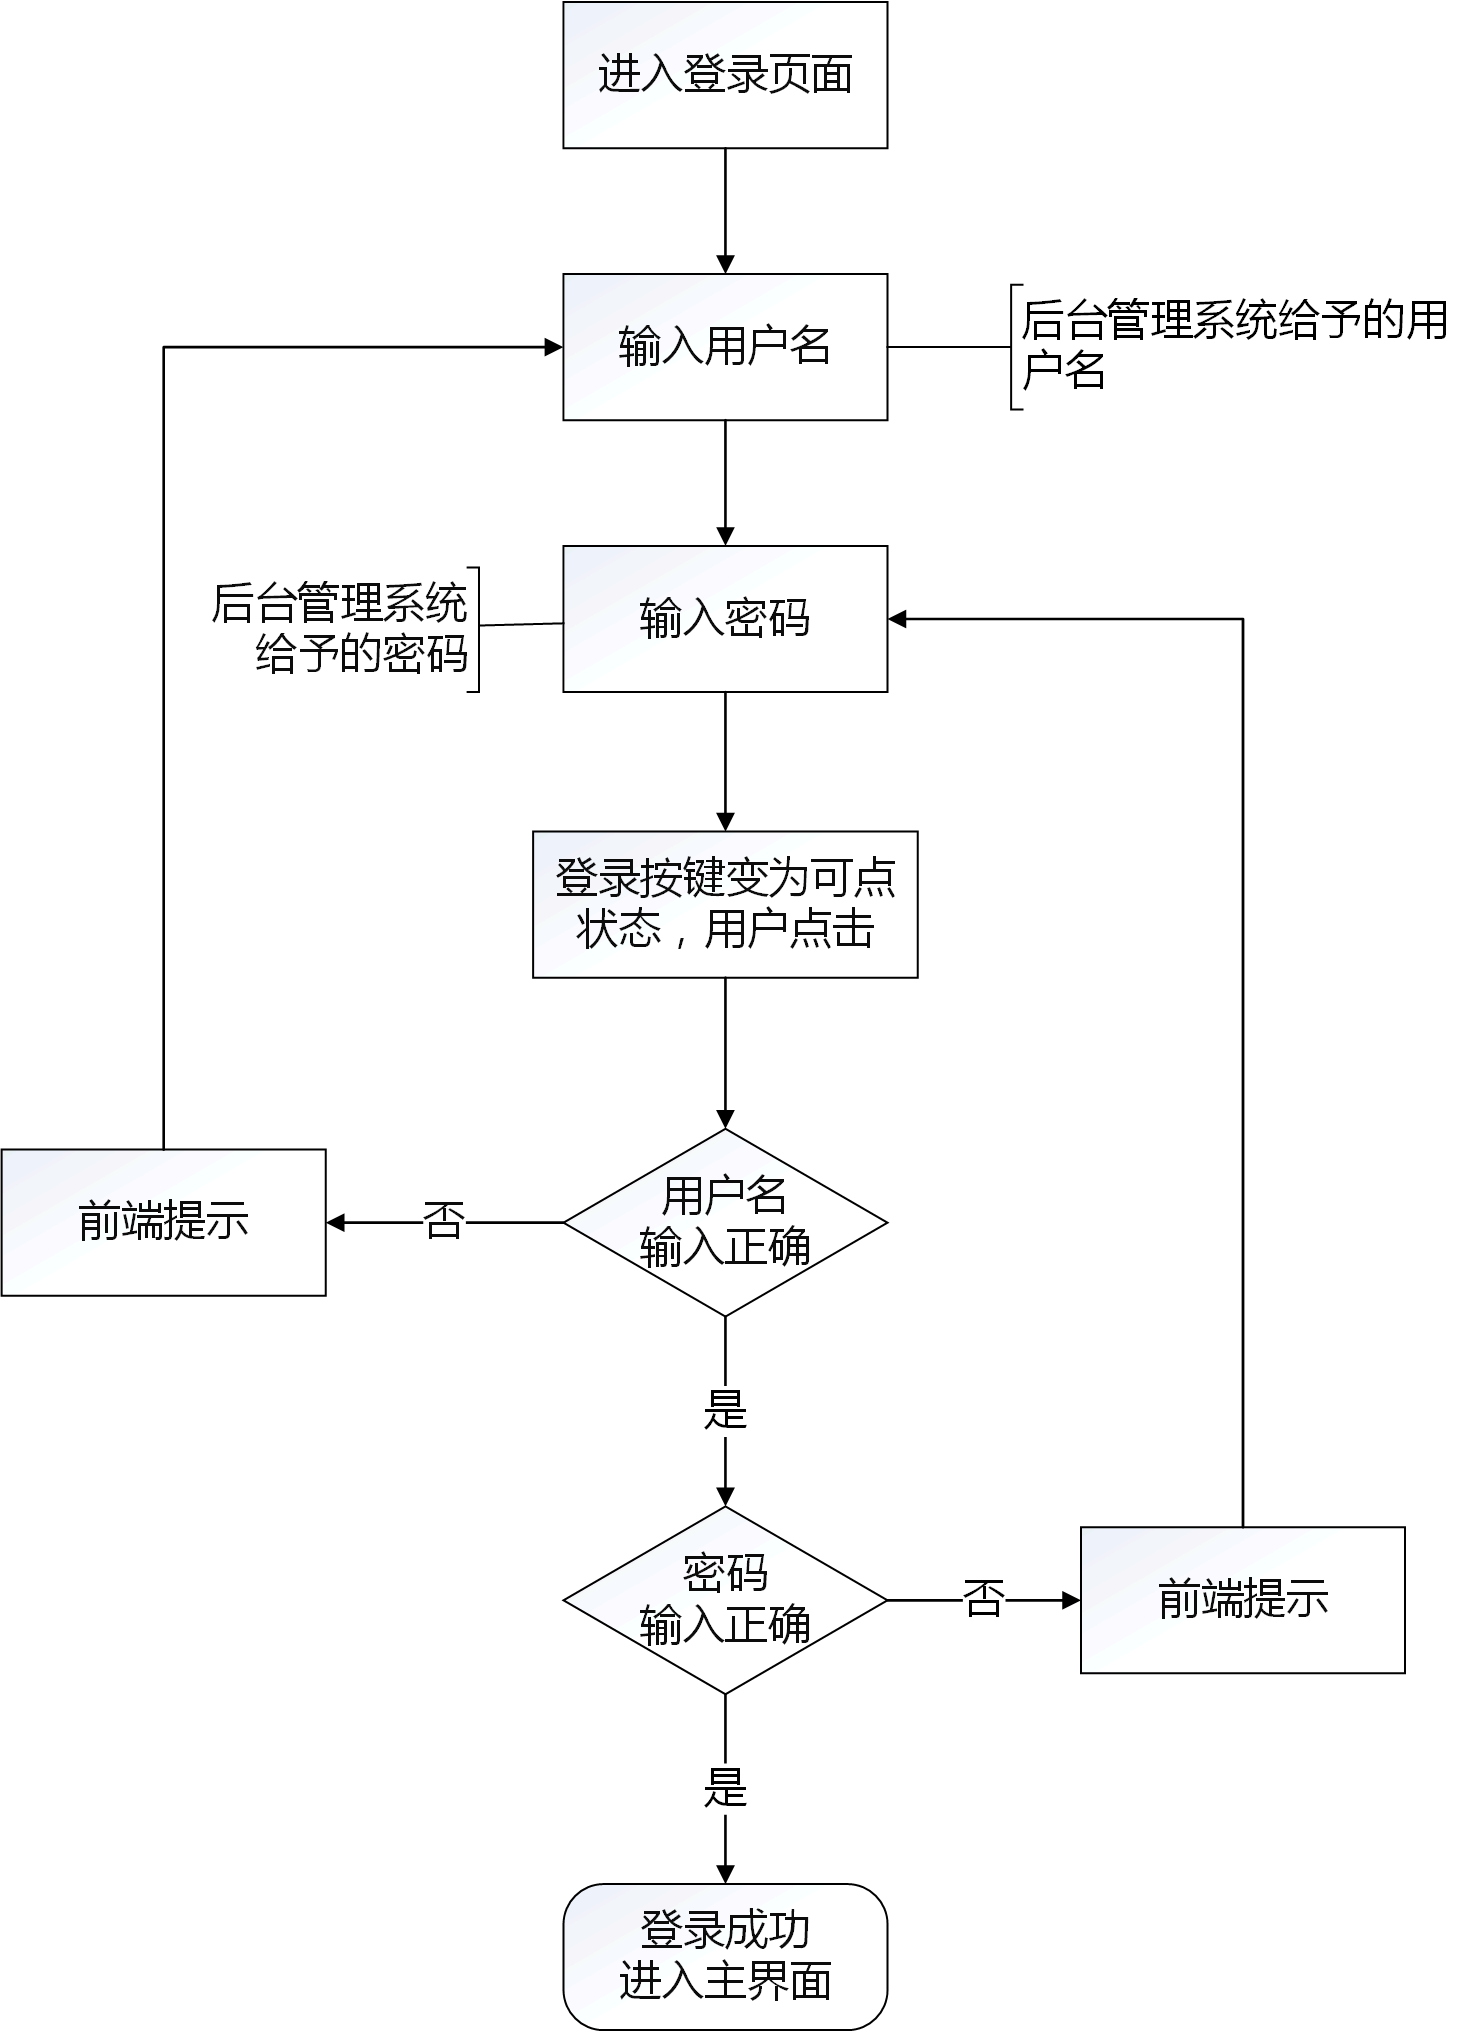 进入登录页面
输入用户名
后台管理系统给予的用
户名
输入密码
后台管理系统
给予的密码
登录按键变为可点
状态，用户点击
用户名
输入正确
否
前端提示
是
密码
输入正确
否
前端提示
是
登录成功
进入主界面